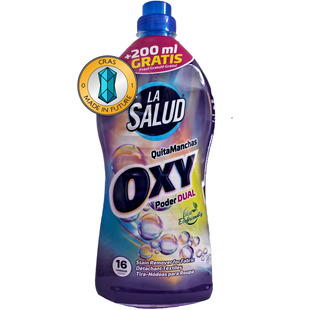 +200 ml
GRATIS
CRAS
MADE IN FUTURE
LA
SALUD
QuitaManchas
OXY
Poder DUAL
16
Stain Remover for Fabric
Détachant Textiles
Tira-Nódoas para Roupa